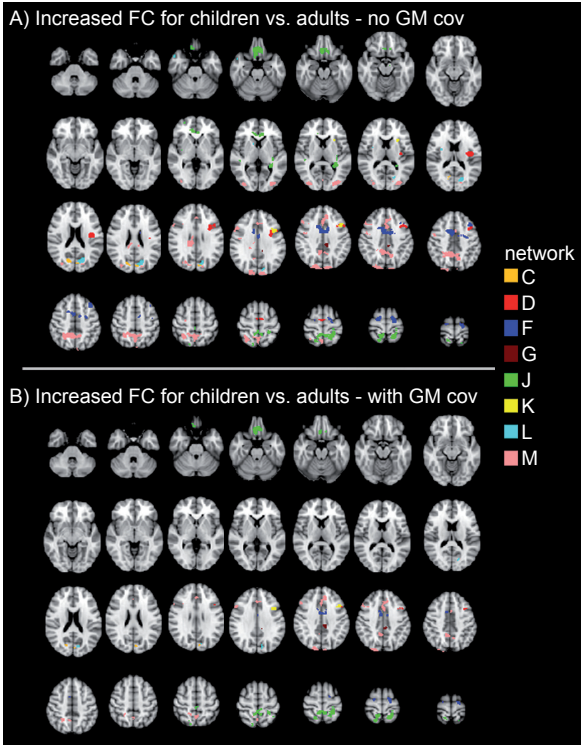 A) Increased FC for children vs. adults - no GM cov
network
C
D
F
G
J
K
L
M
B) Increased FC for children vs. adults - with GM cov